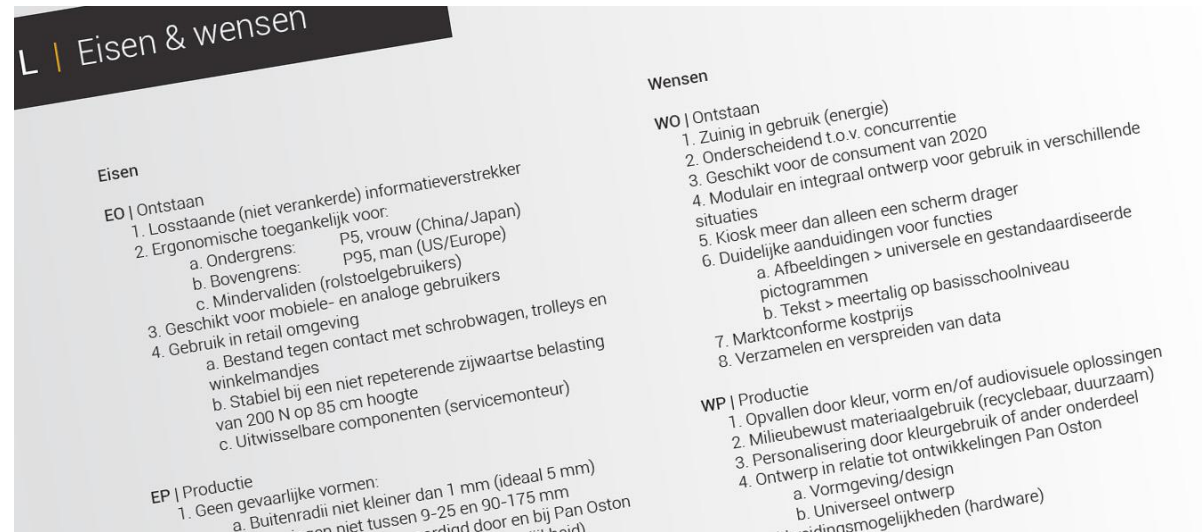 L | Eisen & wensen
Eisen
EO | Ontstaan
1. Losstaande (niet verankerde) informatieverstrekker
2. Ergonomische toegankelijk voor:
a. Ondergrens: P5, vrouw (China/Japan)
b. Bovengrens: P95, man (US/Europe)
c. Mindervaliden (rolstoelgebruikers)
3. Geschikt voor mobiele- en analoge gebruikers
4. Gebruik in retail omgeving
a. Bestand tegen contact met schrobwagen, trolleys en
winkelmandjes
b. Stabiel bij een niet repeterende zijwaartse belasting
van 200 N op 85 cm hoogte
c. Uitwisselbare componenten (servicemonteur)
EP | Productie
1. Geen gevaarlijke vormen:
a. Buitenradii niet kleiner dan 1 mm (ideaal 5 mm)
niet tussen 9-25 en 90-175 mm
door en bij Pan Oston
Wensen
WO | Ontstaan
1. Zuinig in gebruik (energie)
2. Onderscheidend t.o.v. concurrentie
3. Geschikt voor de consument van 2020
4. Modulair en integraal ontwerp voor gebruik in verschillende
situaties
5. Kiosk meer dan alleen een scherm drager
6. Duidelijke aanduidingen voor functies
a. Afbeeldingen > universele en gestandaardiseerde
pictogrammen
b. Tekst > meertalig op basisschoolniveau
7. Marktconforme kostprijs
8. Verzamelen en verspreiden van data
WP | Productie
1. Opvallen door kleur, vorm en/of audiovisuele oplossingen
2. Milieubewust materiaalgebruik (recyclebaar, duurzaam)
3. Personalisering door kleurgebruik of ander onderdeel
4. Ontwerp in relatie tot ontwikkelingen Pan Oston
a. Vormgeving/design
b. Universeel ontwerp
(hardware)